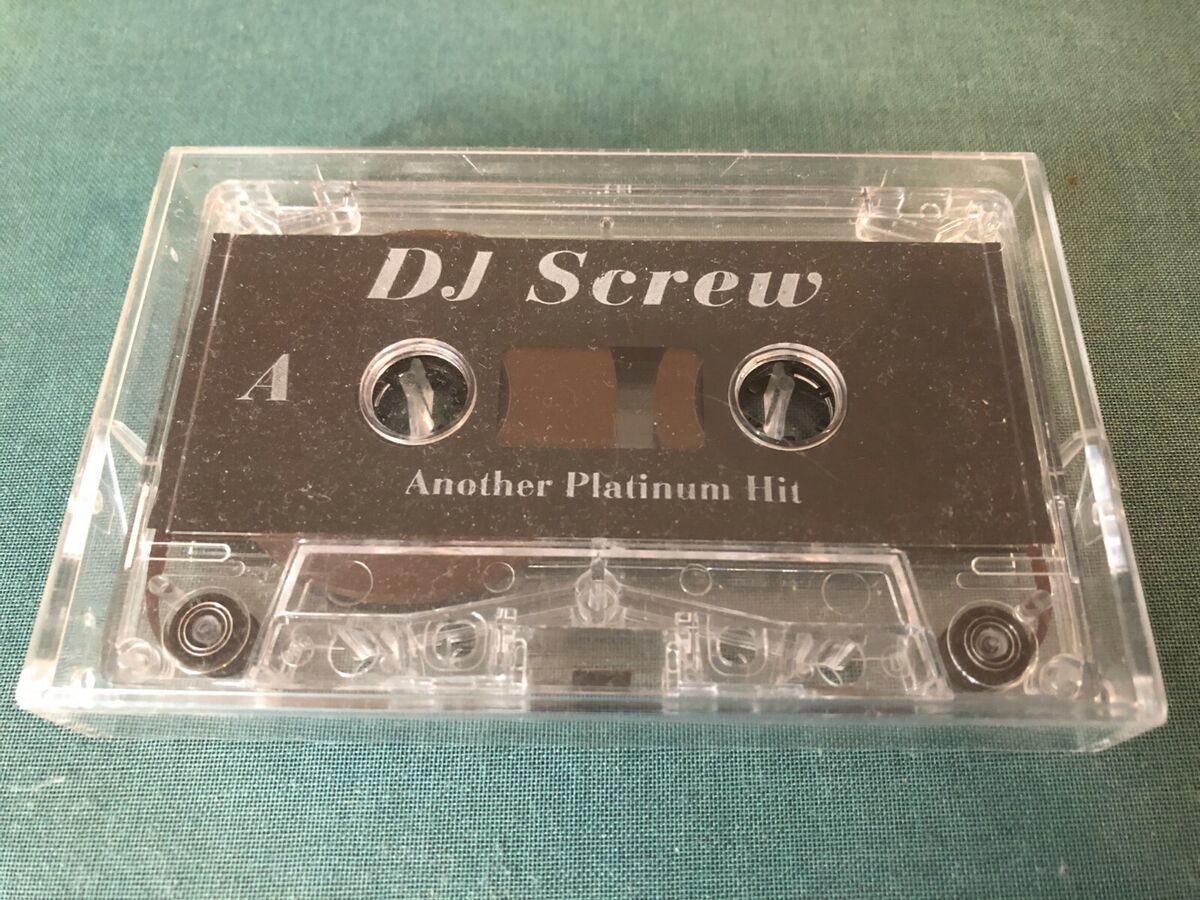 DJ Screw
A
Another Platinum Hit